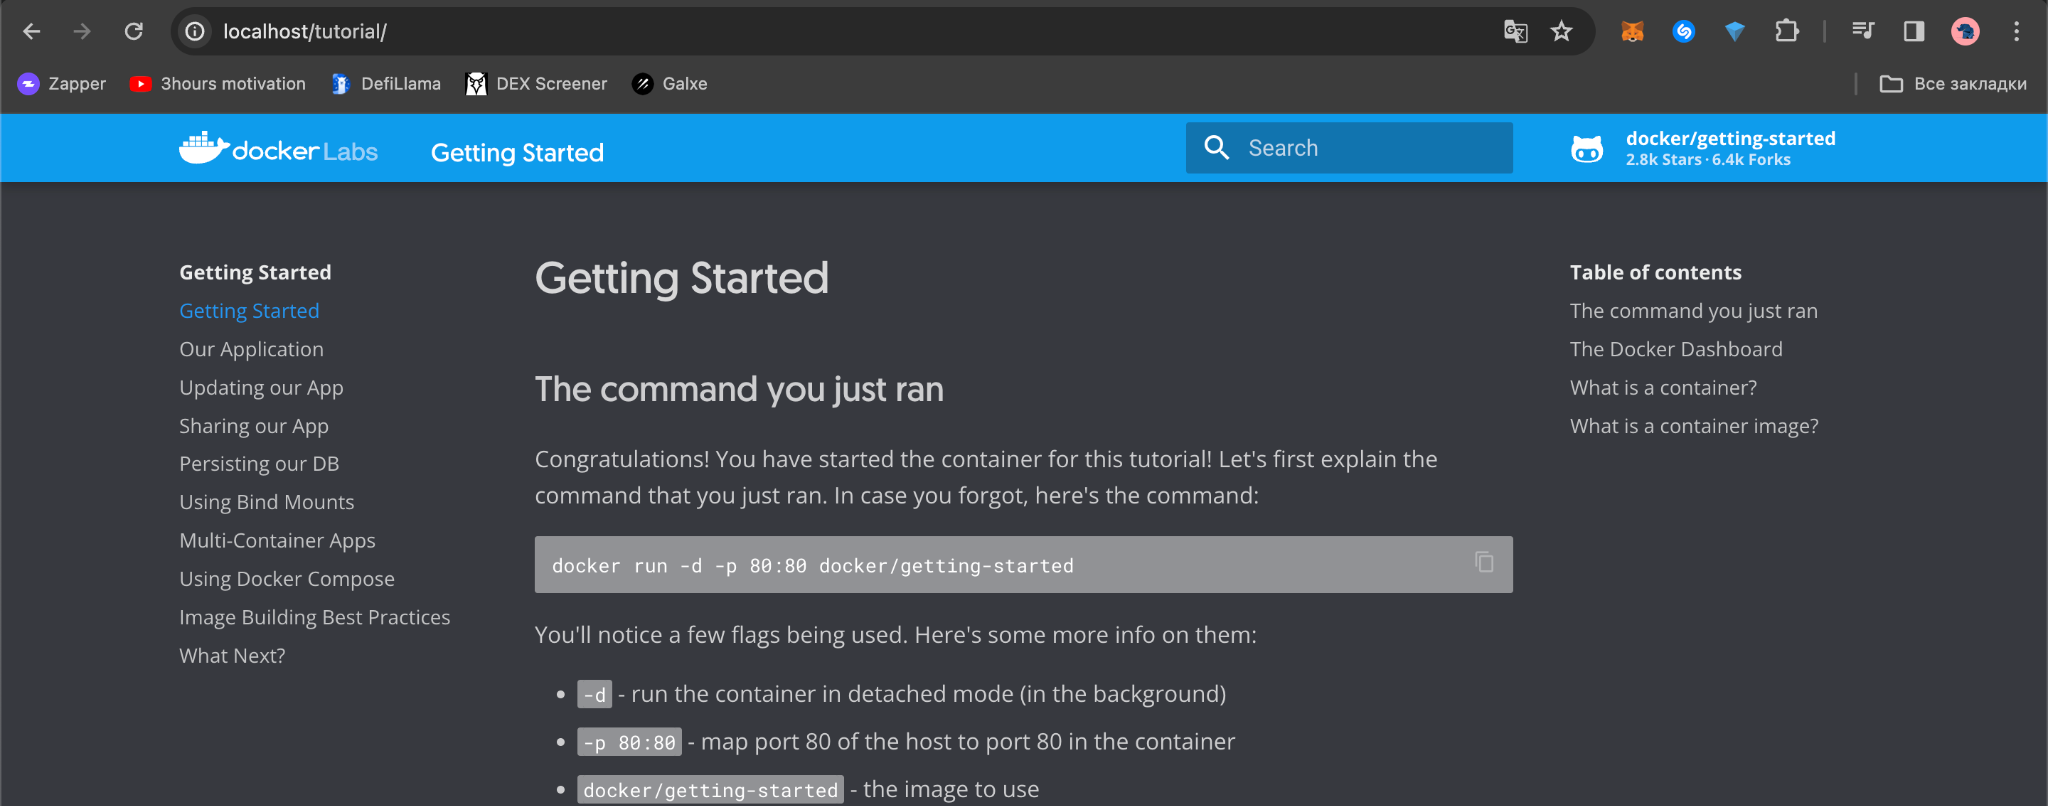 localhost/tutorial/
Zapper 3hours motivation DefiLlama DEX Screener Galxe Все закладки
docker Labs Getting Started Search docker/getting-started
2.8k Stars · 6.4k Forks
Getting Started
Getting Started
Our Application
Updating our App
Sharing our App
Persisting our DB
Using Bind Mounts
Multi-Container Apps
Using Docker Compose
Image Building Best Practices
What Next?
Getting Started
The command you just ran
Congratulations! You have started the container for this tutorial! Let's first explain the
command that you just ran. In case you forgot, here's the command:
docker run -d -p 80:80 docker/getting-started
You'll notice a few flags being used. Here's some more info on them:
• -d - run the container in detached mode (in the background)
• -p 80:80 - map port 80 of the host to port 80 in the container
• docker/getting-started - the image to use
Table of contents
The command you just ran
The Docker Dashboard
What is a container?
What is a container image?